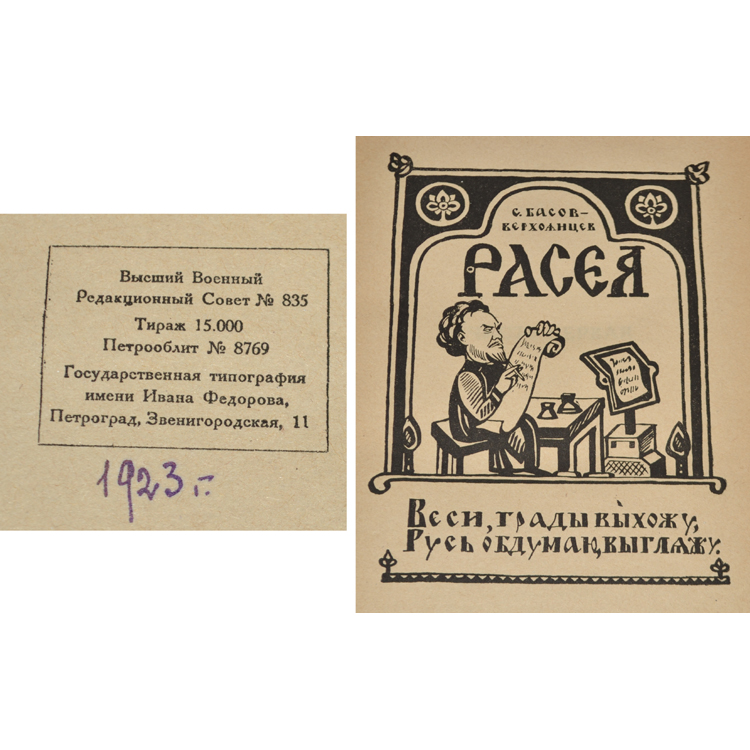 Высший Военный
Редакционный Совет № 835
Тираж 15.000
Петрооблит № 8769
Государственная типография
имени Ивана Федорова,
Петроград, Звенигородская, 11
1923 г.
С. БАСОВ-
ВЕРХОЯНЦЕВ
РАСЕЯ
Веси, грады выхожу,
Русь обдумаю, выгляжу.